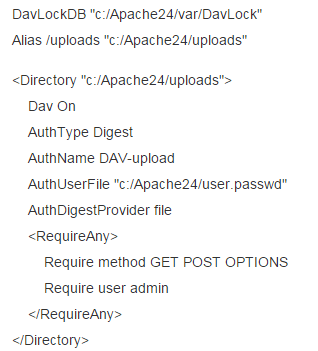 DavLockDB "c:/Apache24/var/DavLock"
Alias /uploads "c:/Apache24/uploads"
<Directory "c:/Apache24/uploads">
Dav On
AuthType Digest
AuthName DAV-upload
AuthUserFile "c:/Apache24/user.passwd"
AuthDigestProvider file
<RequireAny>
Require method GET POST OPTIONS
Require user admin
</RequireAny>
</Directory>